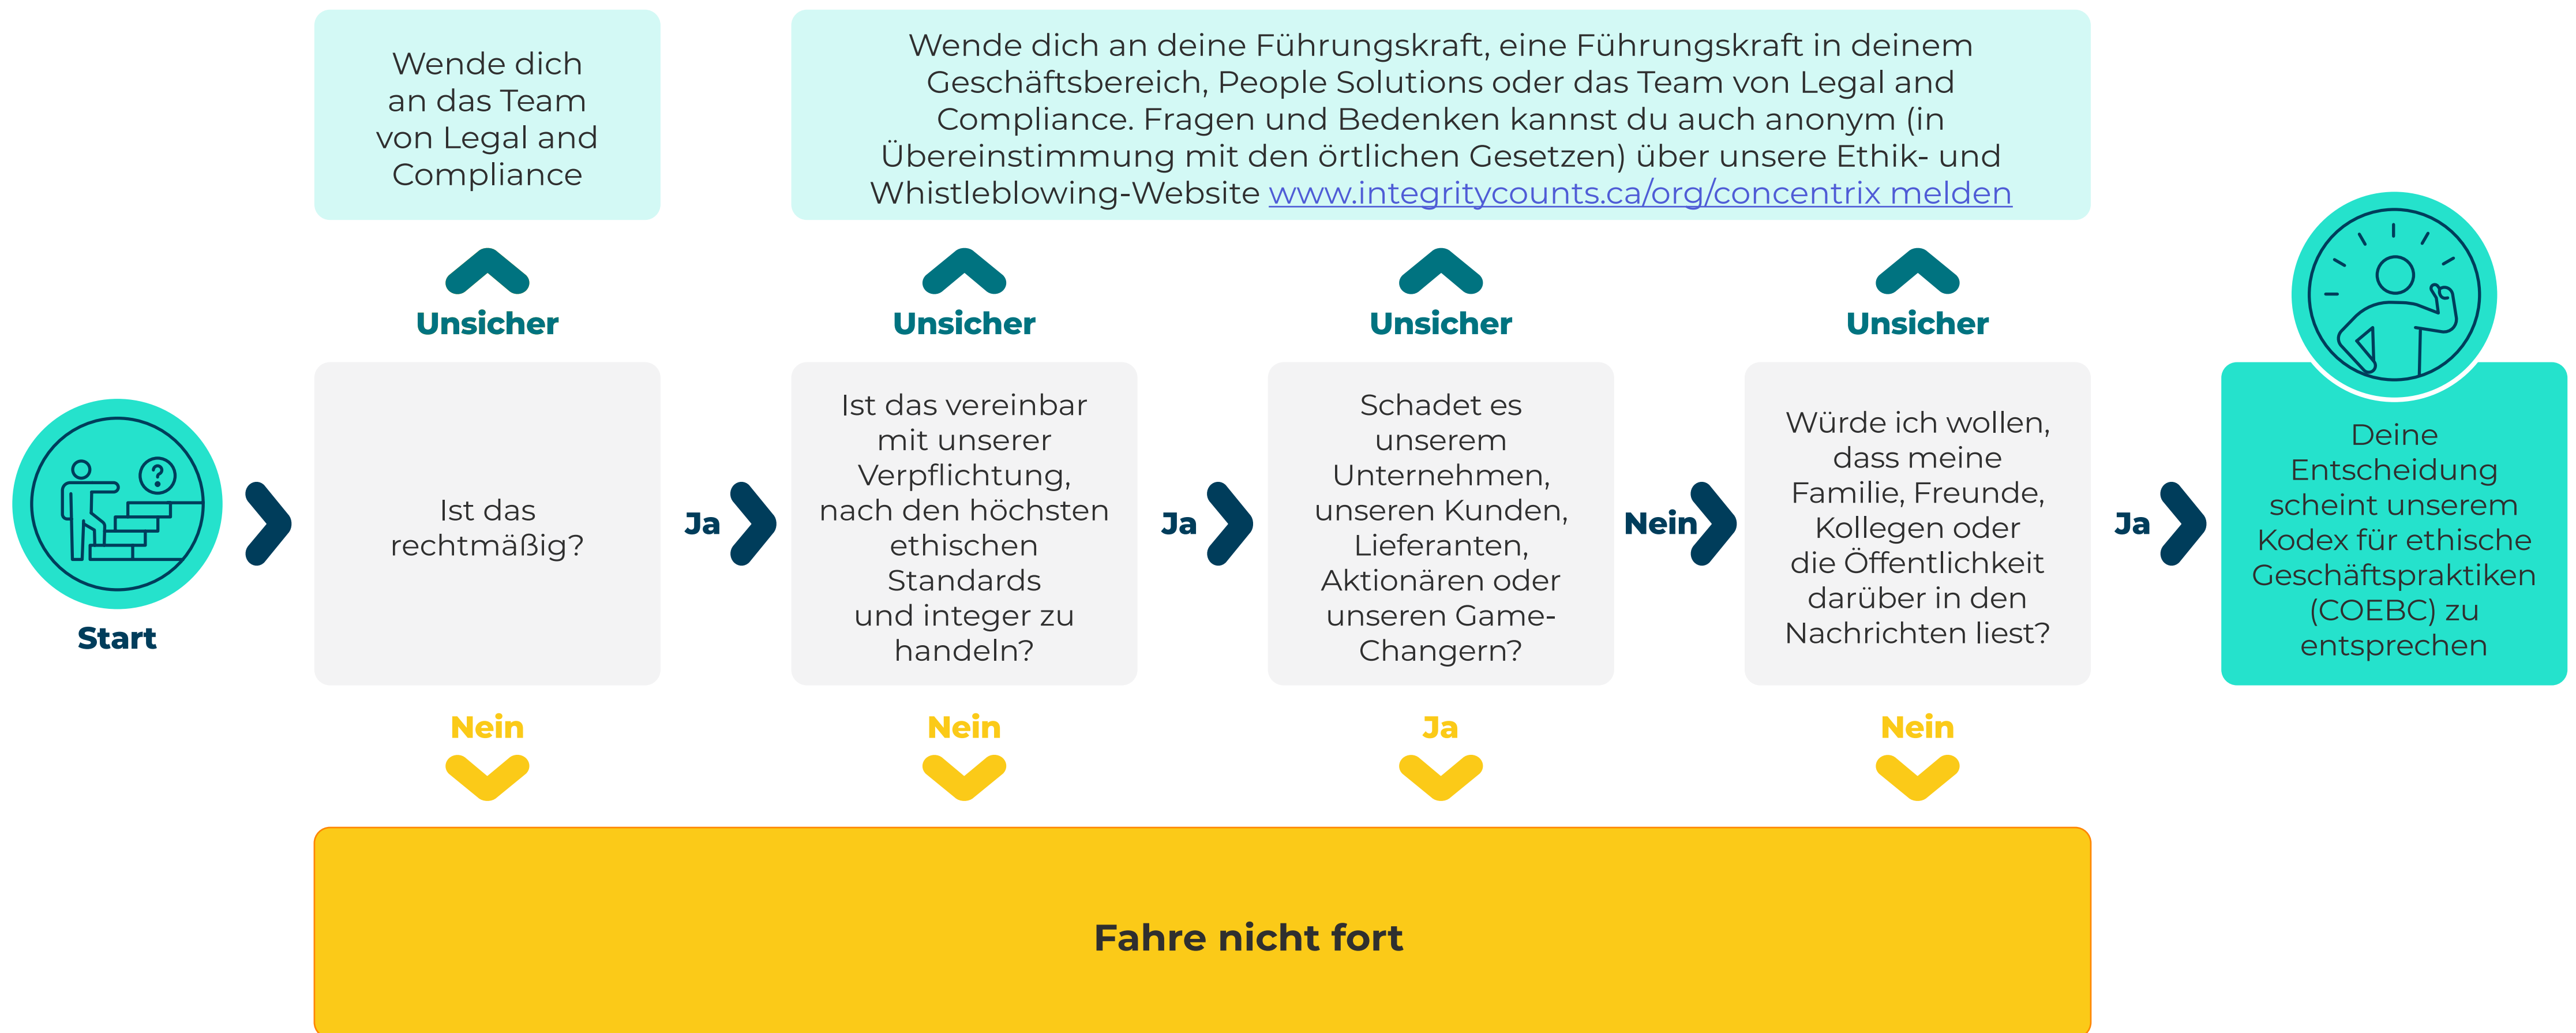 Wende dich
an das Team
von Legal and
Compliance
Wende dich an deine Führungskraft, eine Führungskraft in deinem
Geschäftsbereich, People Solutions oder das Team von Legal and
Compliance. Fragen und Bedenken kannst du auch anonym (in
Übereinstimmung mit den örtlichen Gesetzen) über unsere Ethik- und
Whistleblowing-Website www.integritycounts.ca/org/concentrix melden
Unsicher
Unsicher
Unsicher
Unsicher
Start
Ist das
rechtmäßig?
Ja
Ist das vereinbar
mit unserer
Verpflichtung,
nach den höchsten
ethischen
Standards
und integer zu
handeln?
Ja
Schadet es
unserem
Unternehmen,
unseren Kunden,
Lieferanten,
Aktionären oder
unseren Game-
Changern?
Nein
Würde ich wollen,
dass meine
Familie, Freunde,
Kollegen oder
die Öffentlichkeit
darüber in den
Nachrichten liest?
Ja
Deine
Entscheidung
scheint unserem
Kodex für ethische
Geschäftspraktiken
(COEBC) zu
entsprechen
Nein
Nein
Ja
Nein
Fahre nicht fort